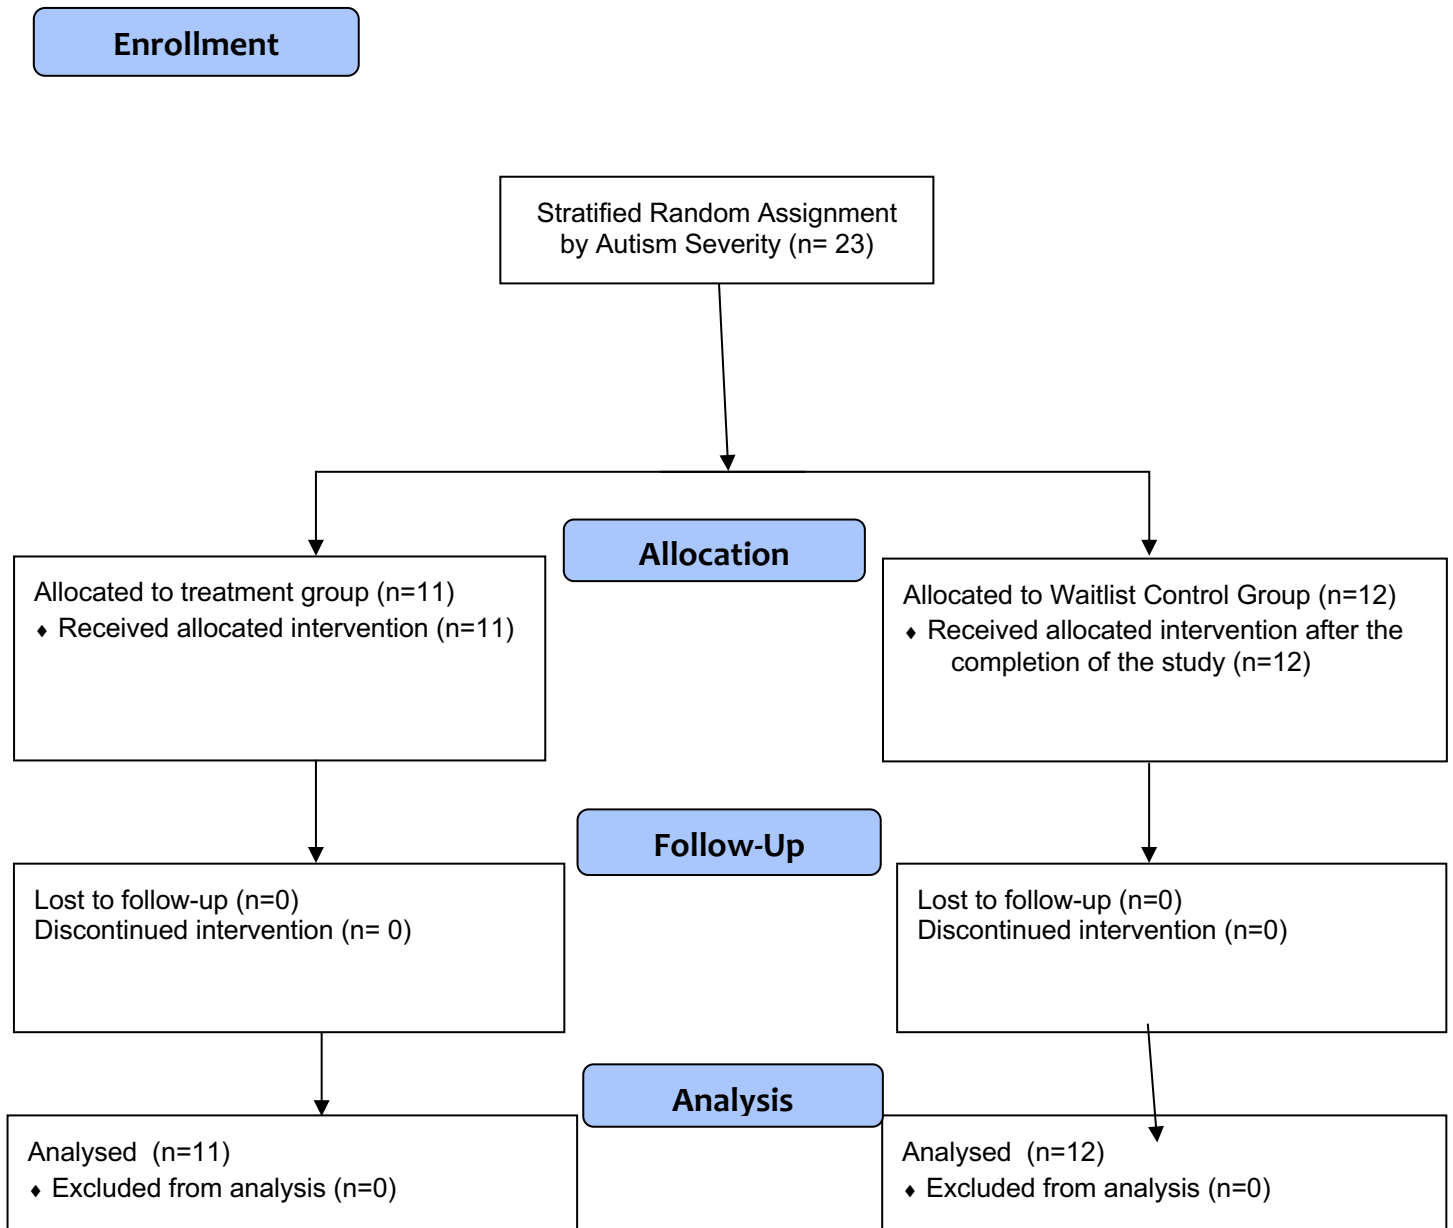 Enrollment
Stratified Random Assignment
by Autism Severity (n= 23)
Allocation
Allocated to treatment group (n=11)
♦ Received allocated intervention (n=11)
Allocated to Waitlist Control Group (n=12)
♦ Received allocated intervention after the
completion of the study (n=12)
Follow-Up
Lost to follow-up (n=0)
Discontinued intervention (n= 0)
Lost to follow-up (n=0)
Discontinued intervention (n=0)
Analysis
Analysed (n=11)
♦ Excluded from analysis (n=0)
Analysed (n=12)
♦ Excluded from analysis (n=0)